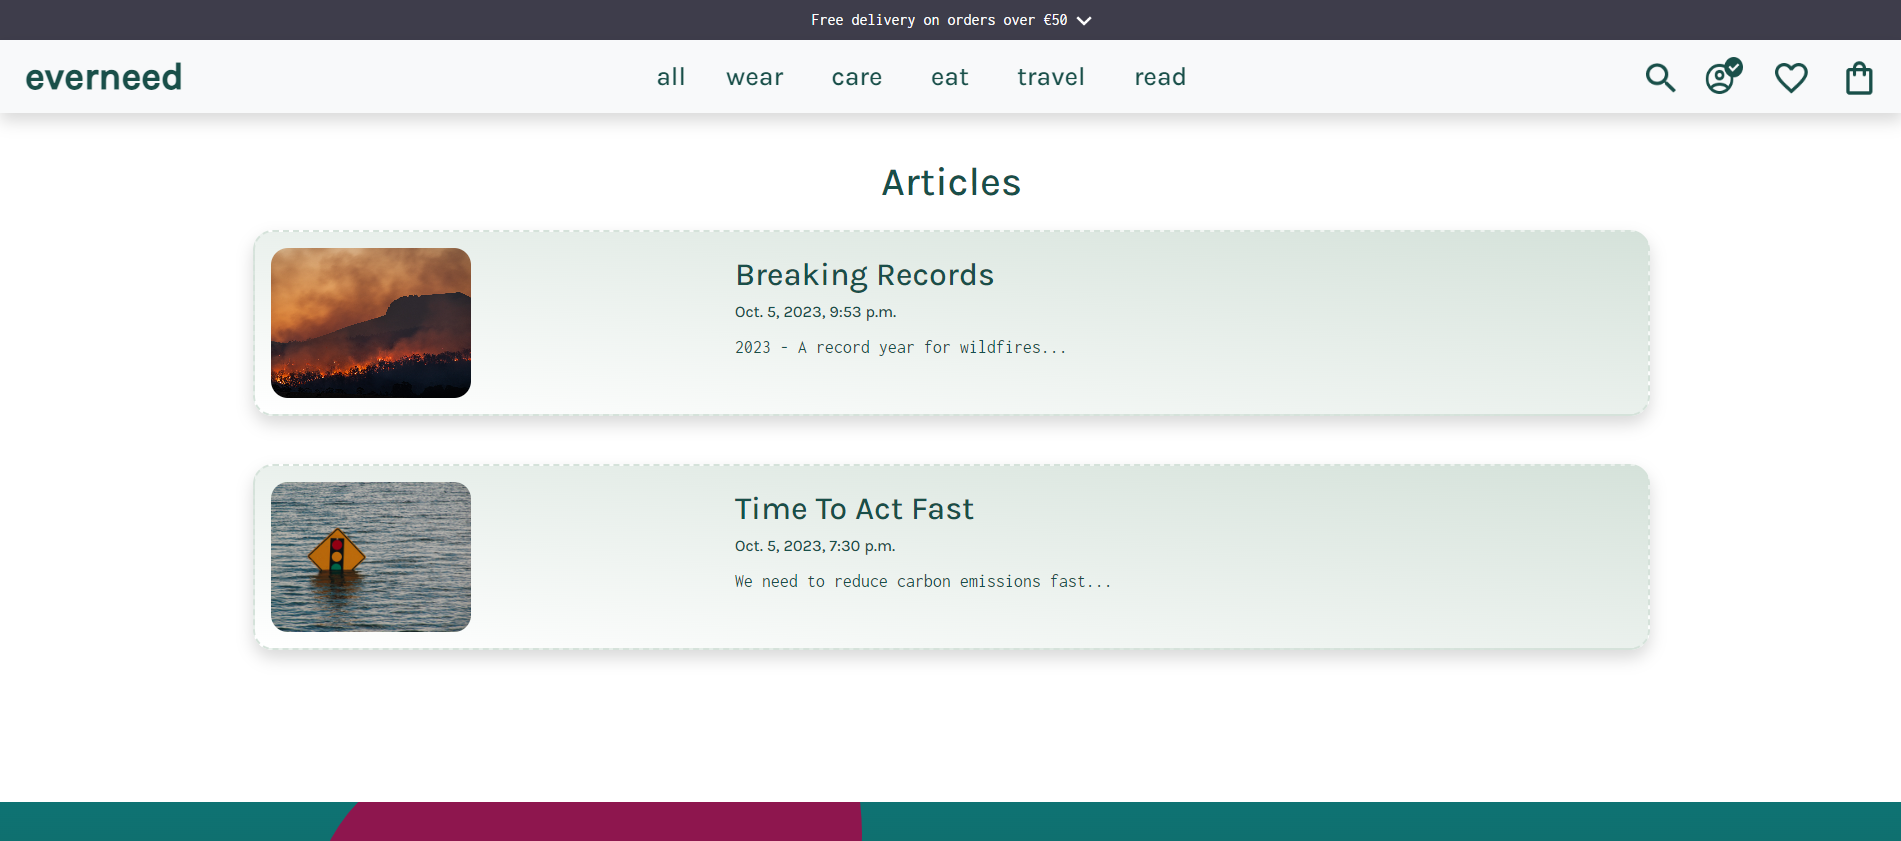 Free delivery on orders over €50
everneed
all wear care eat travel read
Articles
Breaking Records
Oct. 5, 2023, 9:53 p.m.
2023 - A record year for wildfires...
Time To Act Fast
Oct. 5, 2023, 7:30 p.m.
We need to reduce carbon emissions fast...